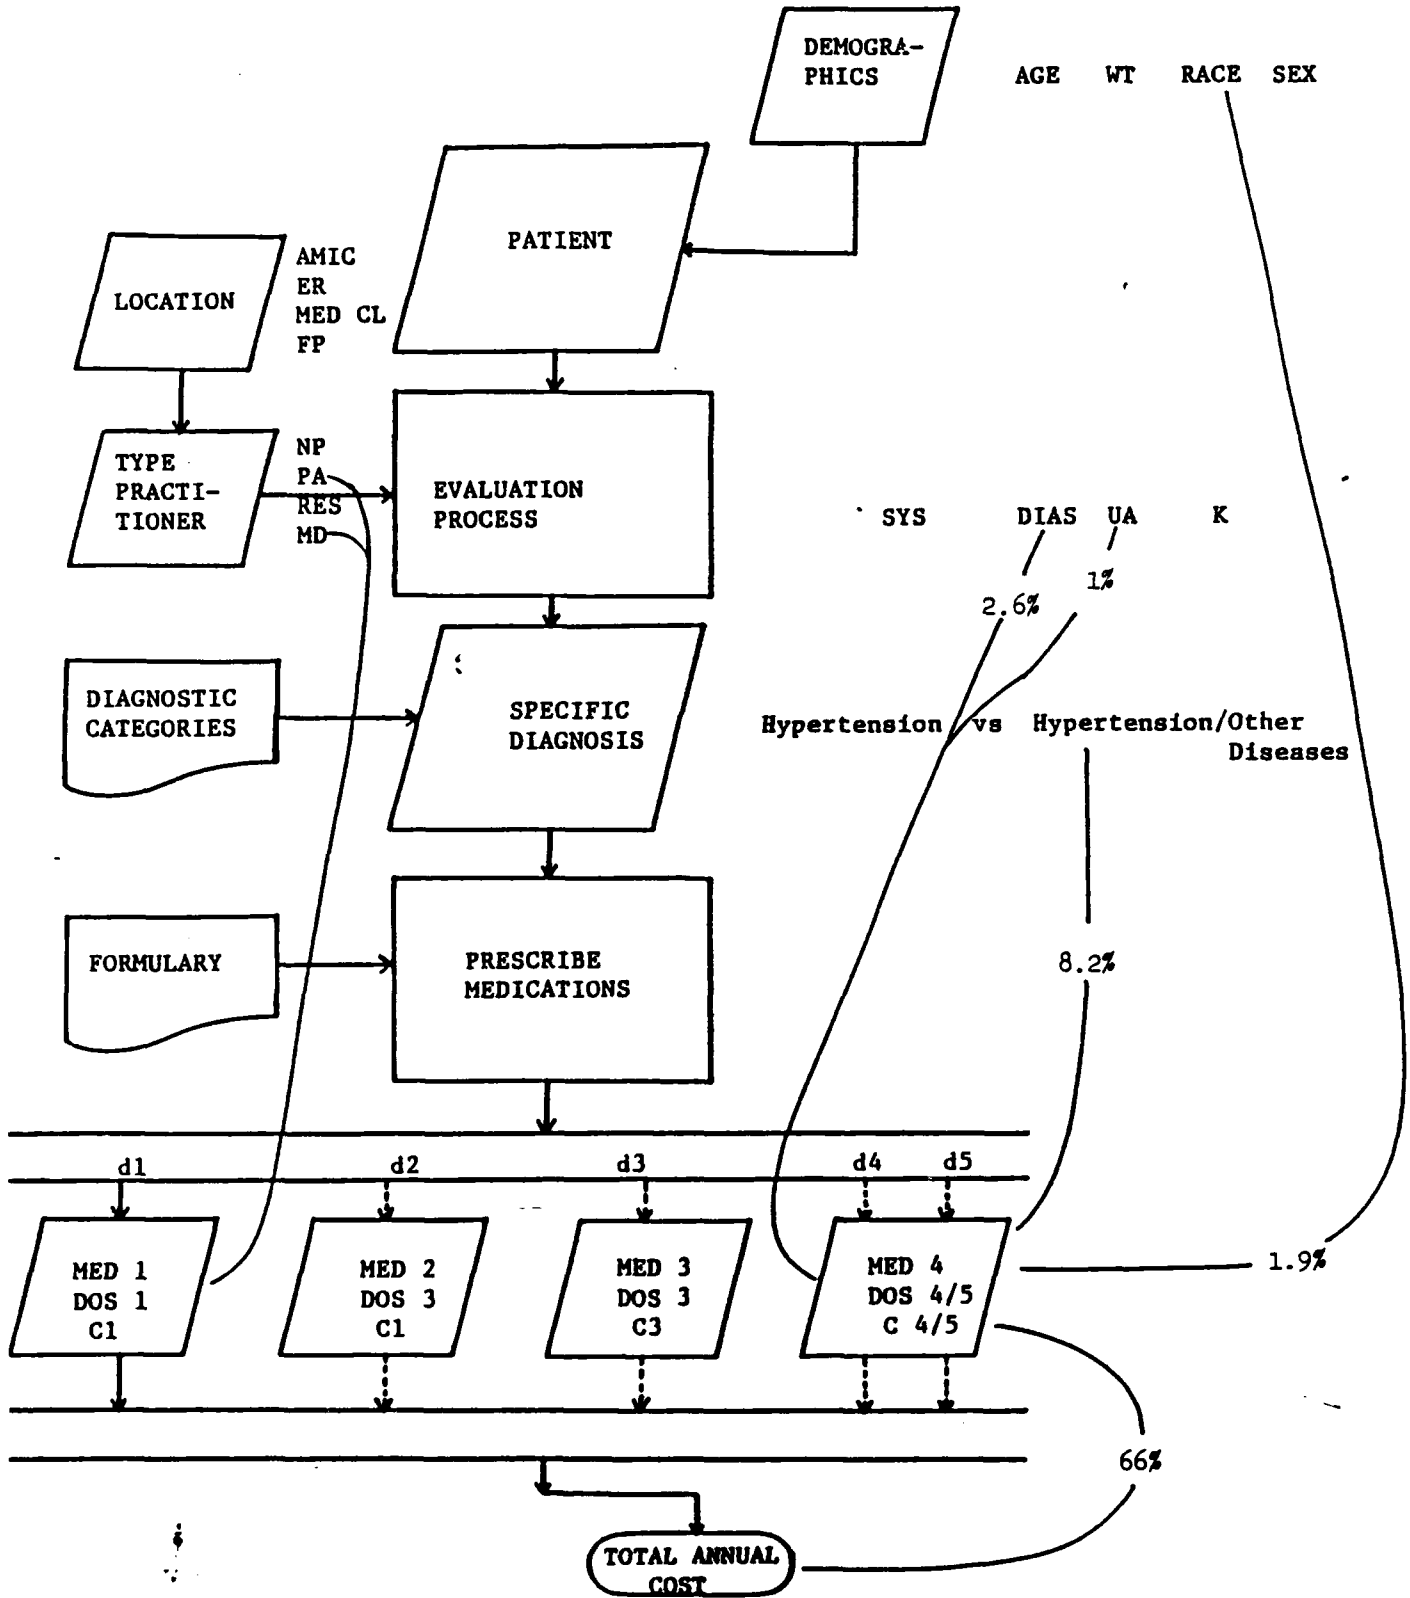 DEMOGRA-
PHICS
AGE WT RACE SEX
PATIENT
LOCATION
AMIC
ER
MED CL
FP
TYPE
PRACTI-
TIONER
NP
PA
RES
MD
EVALUATION
PROCESS
SYS DIAS UA K
1%
2.6%
DIAGNOSTIC
CATEGORIES
SPECIFIC
DIAGNOSIS
Hypertension vs Hypertension/Other
Diseases
FORMULARY
PRESCRIBE
MEDICATIONS
8.2%
d1 d2 d3 d4 d5
MED 1
DOS 1
C1
MED 2
DOS 3
C1
MED 3
DOS 3
C3
MED 4
DOS 4/5
C 4/5
1.9%
66%
TOTAL ANNUAL
COST